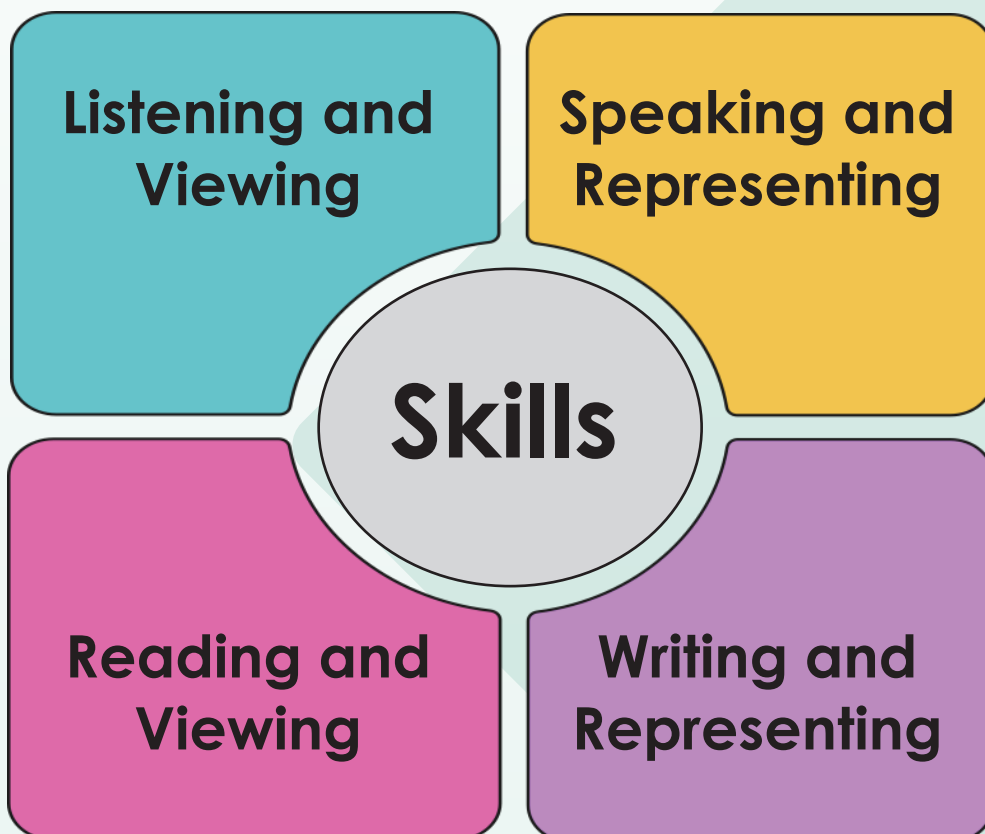 Listening and
Viewing
Speaking and
Representing
Skills
Reading and
Viewing
Writing and
Representing